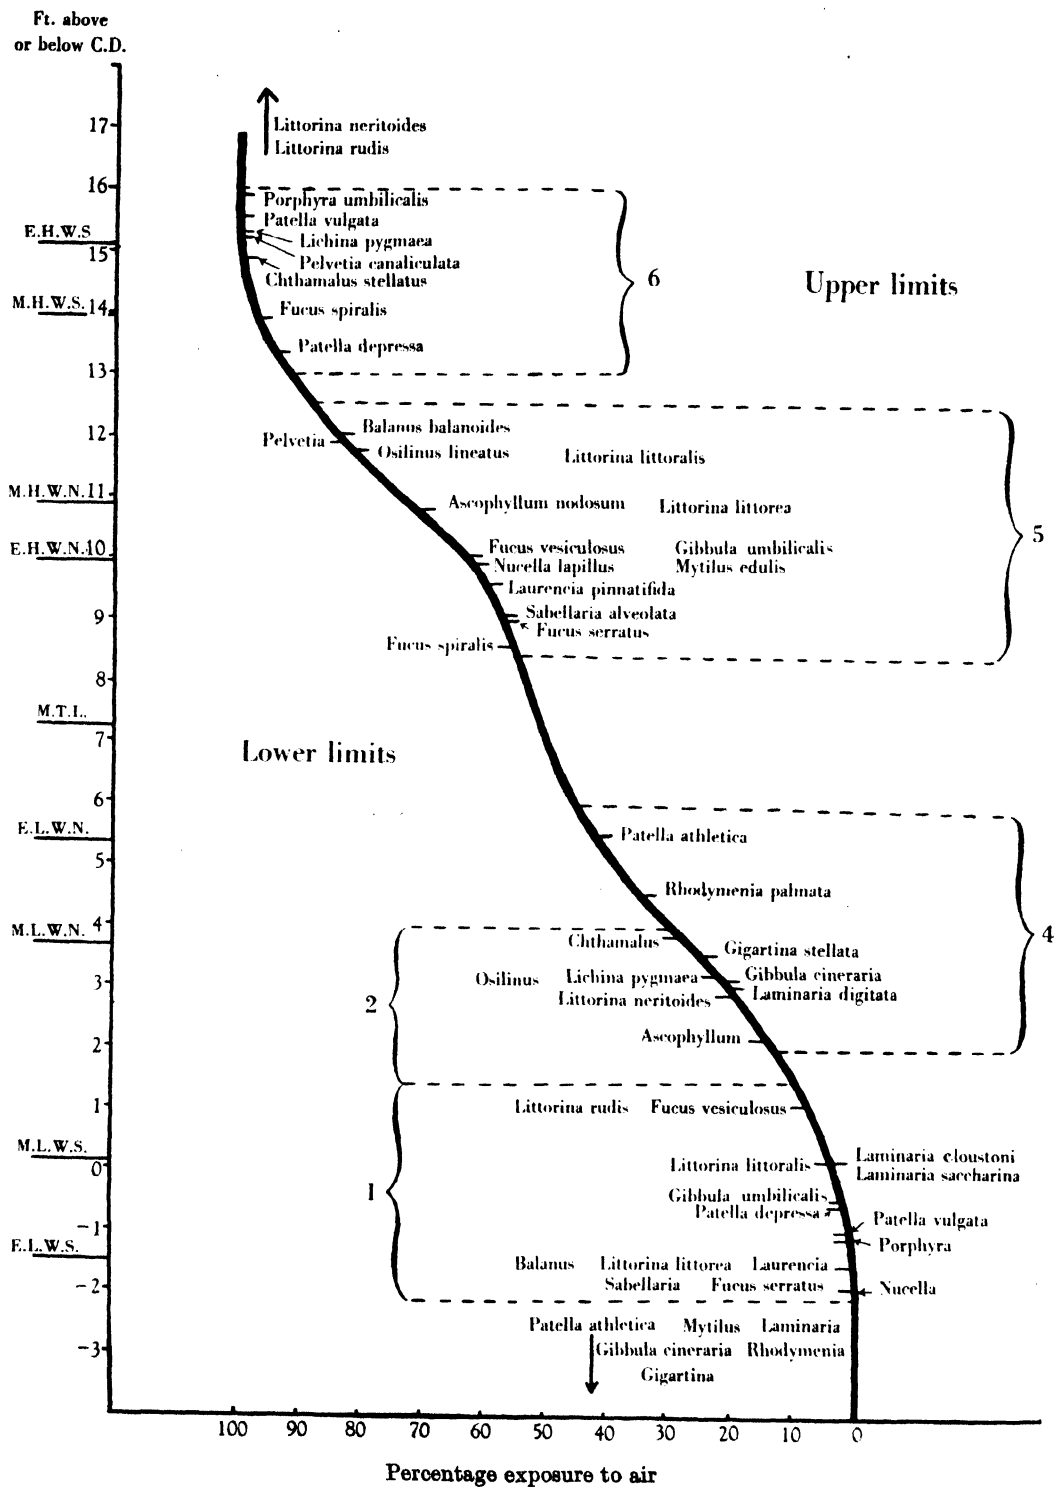 Ft. above
or below C.D.
17
Littorina neritoides
Littorina rudis
16
Porphyra umbilicalis
Patella vulgata
E.H.W.S
Lichina pygmaea
15
Pelvetia canaliculata
Chthamalus stellatus
6
Upper limits
M.H.W.S. 14
Fucus spiralis
Patella depressa
13
12
Balanus balanoides
Pelvetia
Osilinus lineatus
Littorina littoralis
M.H.W.N. 11
Ascophyllum nodosum
Littorina littorea
5
E.H.W.N. 10
Fucus vesiculosus
Gibbula umbilicalis
Nucella lapillus
Mytilus edulis
Laurencia pinnatifida
9
Sabellaria alveolata
Fucus serratus
Fucus spiralis
8
M.T.L.
7
Lower limits
6
E.L.W.N.
Patella athletica
5
Rhodymenia palmata
4
M.L.W.N.
4
Chthamalus
Gigartina stellata
3
Osilinus
Lichina pygmaea
Gibbula cineraria
Littorina neritoides
Laminaria digitata
2
Ascophyllum
2
1
Littorina rudis
Fucus vesiculosus
M.L.W.S.
0
Littorina littoralis
Laminaria cloustoni
Laminaria saccharina
1
Gibbula umbilicalis
Patella depressa
Patella vulgata
-1
E.L.W.S.
Porphyra
Balanus
Littorina littorea
Laurencia
-2
Sabellaria
Fucus serratus
Nucella
Patella athletica
Mytilus
Laminaria
-3
Gibbula cineraria
Rhodymenia
Gigartina
100 90 80 70 60 50 40 30 20 10 0
Percentage exposure to air